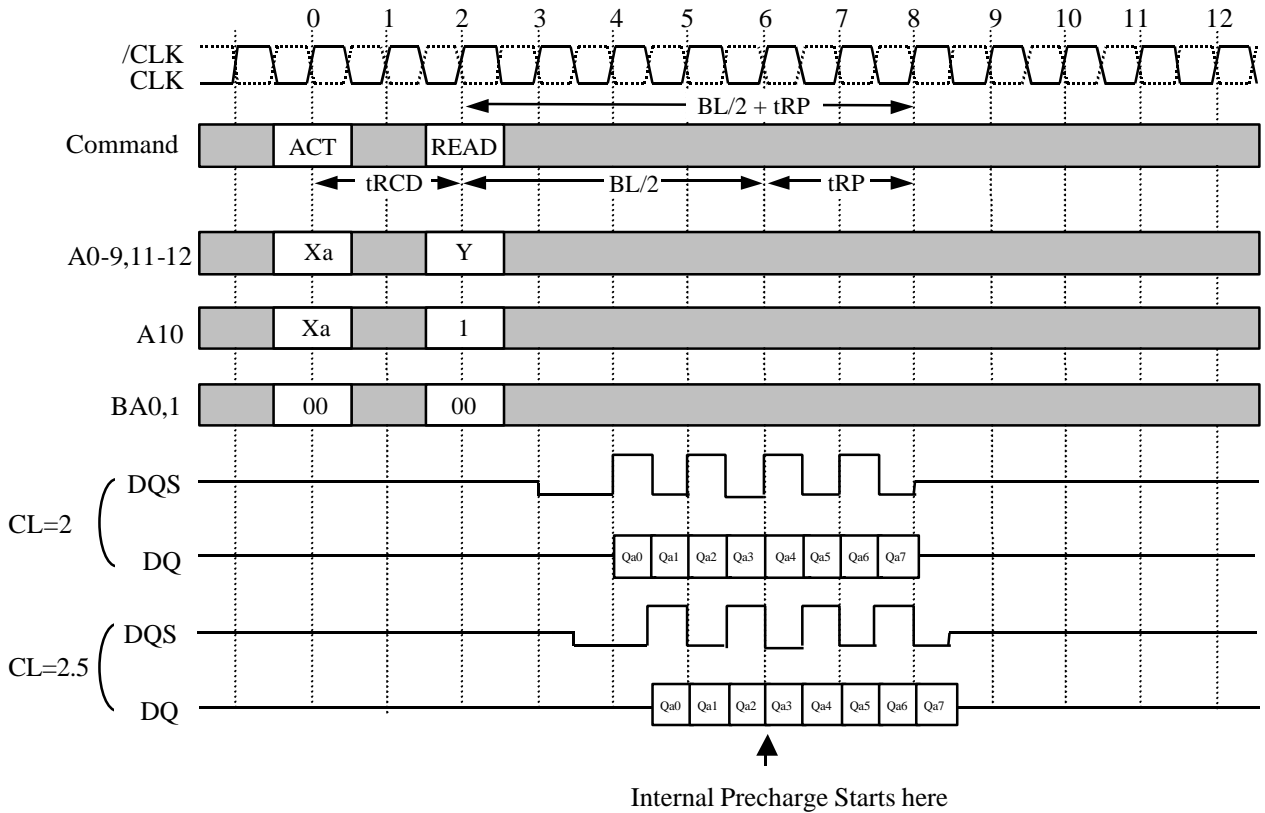 0 1 2 3 4 5 6 7 8 9 10 11 12
/CLK
CLK
BL/2 + tRP
Command ACT READ
tRCD BL/2 tRP
A0-9,11-12 Xa Y
A10 Xa 1
BA0,1 00 00
DQS
CL=2
DQ Qa0 Qa1 Qa2 Qa3 Qa4 Qa5 Qa6 Qa7
DQS
CL=2.5
DQ Qa0 Qa1 Qa2 Qa3 Qa4 Qa5 Qa6 Qa7
Internal Precharge Starts here